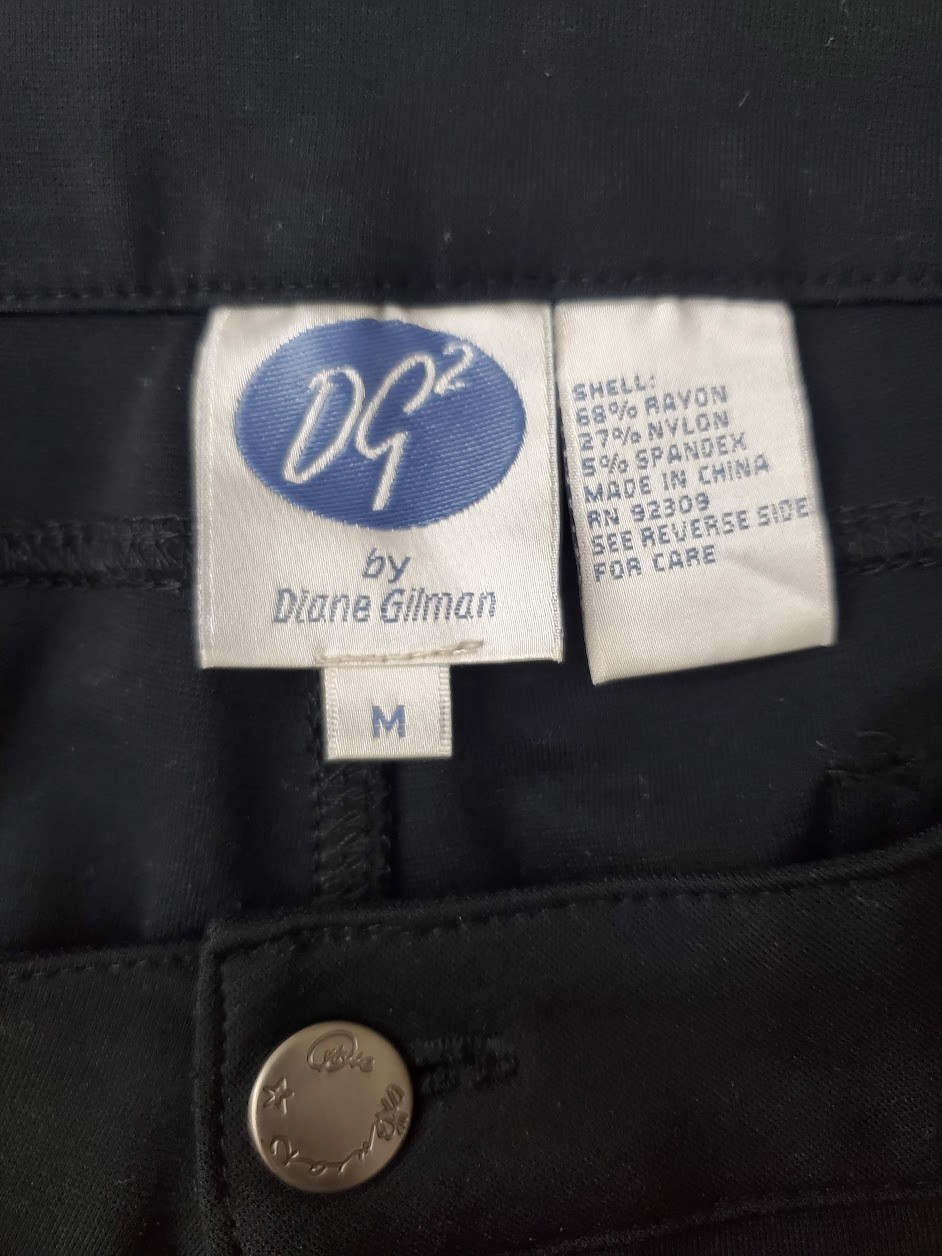 DG2
by
Diane Gilman
M
SHELL:
68% RAYON
27% NYLON
5% SPANDEX
MADE IN CHINA
RN 92309
SEE REVERSE SIDE
FOR CARE